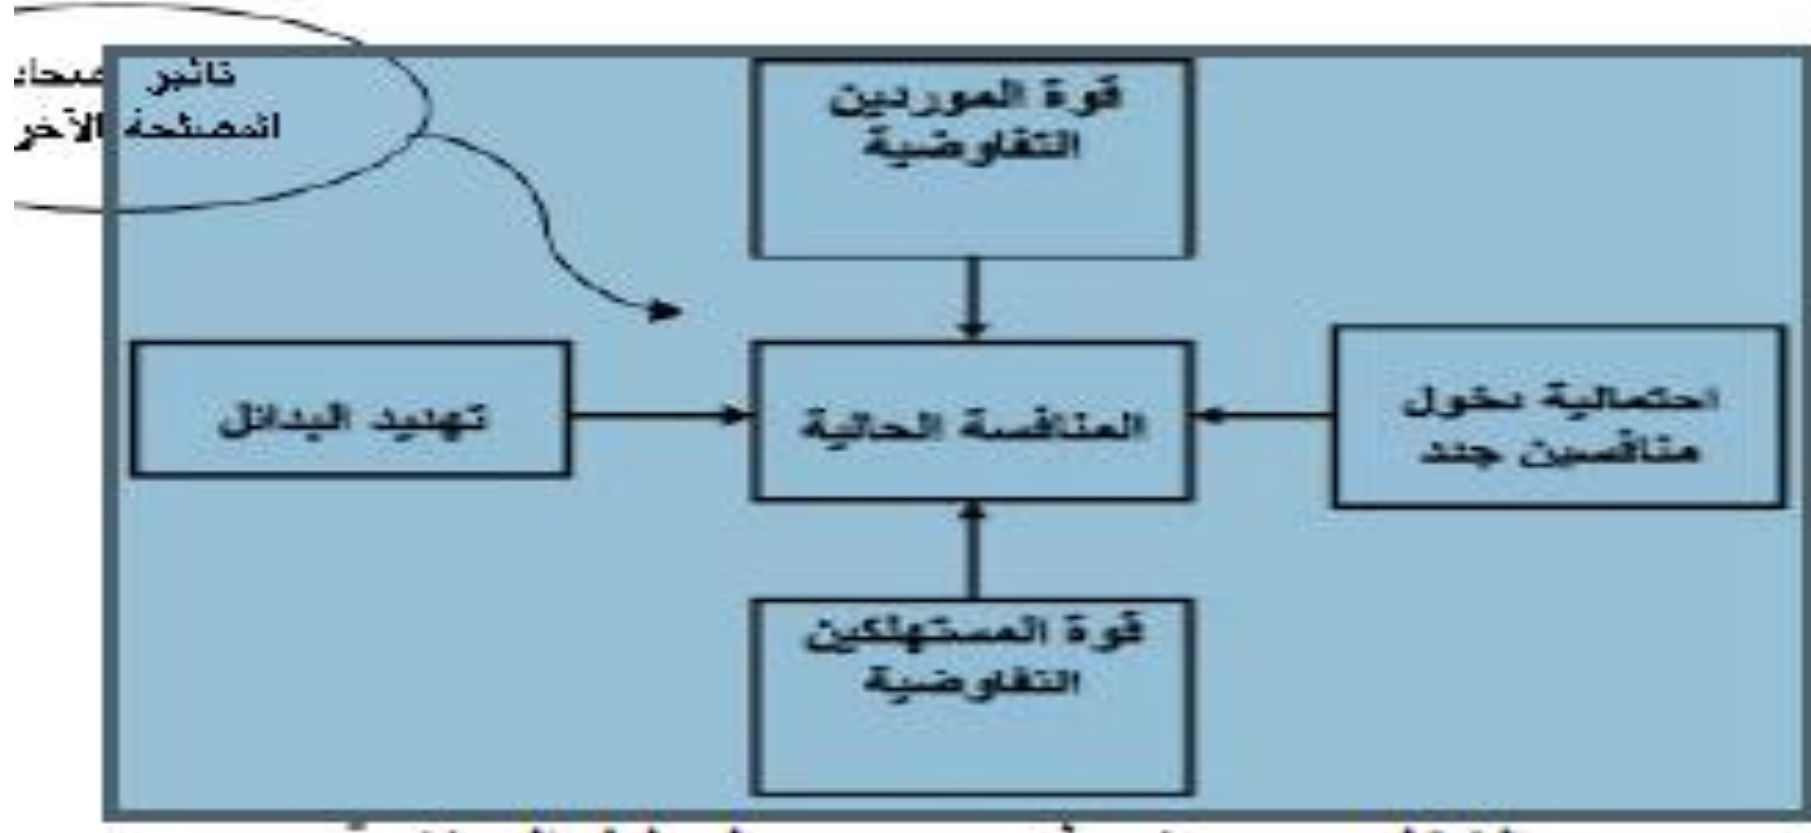 تأثير
المصلحة الآخر
قوة الموردين
التفاوضية
احتمالية دخول
منافسين جدد
المنافسة الحالية
تهديد البدائل
قوة المستهلكين
التفاوضية